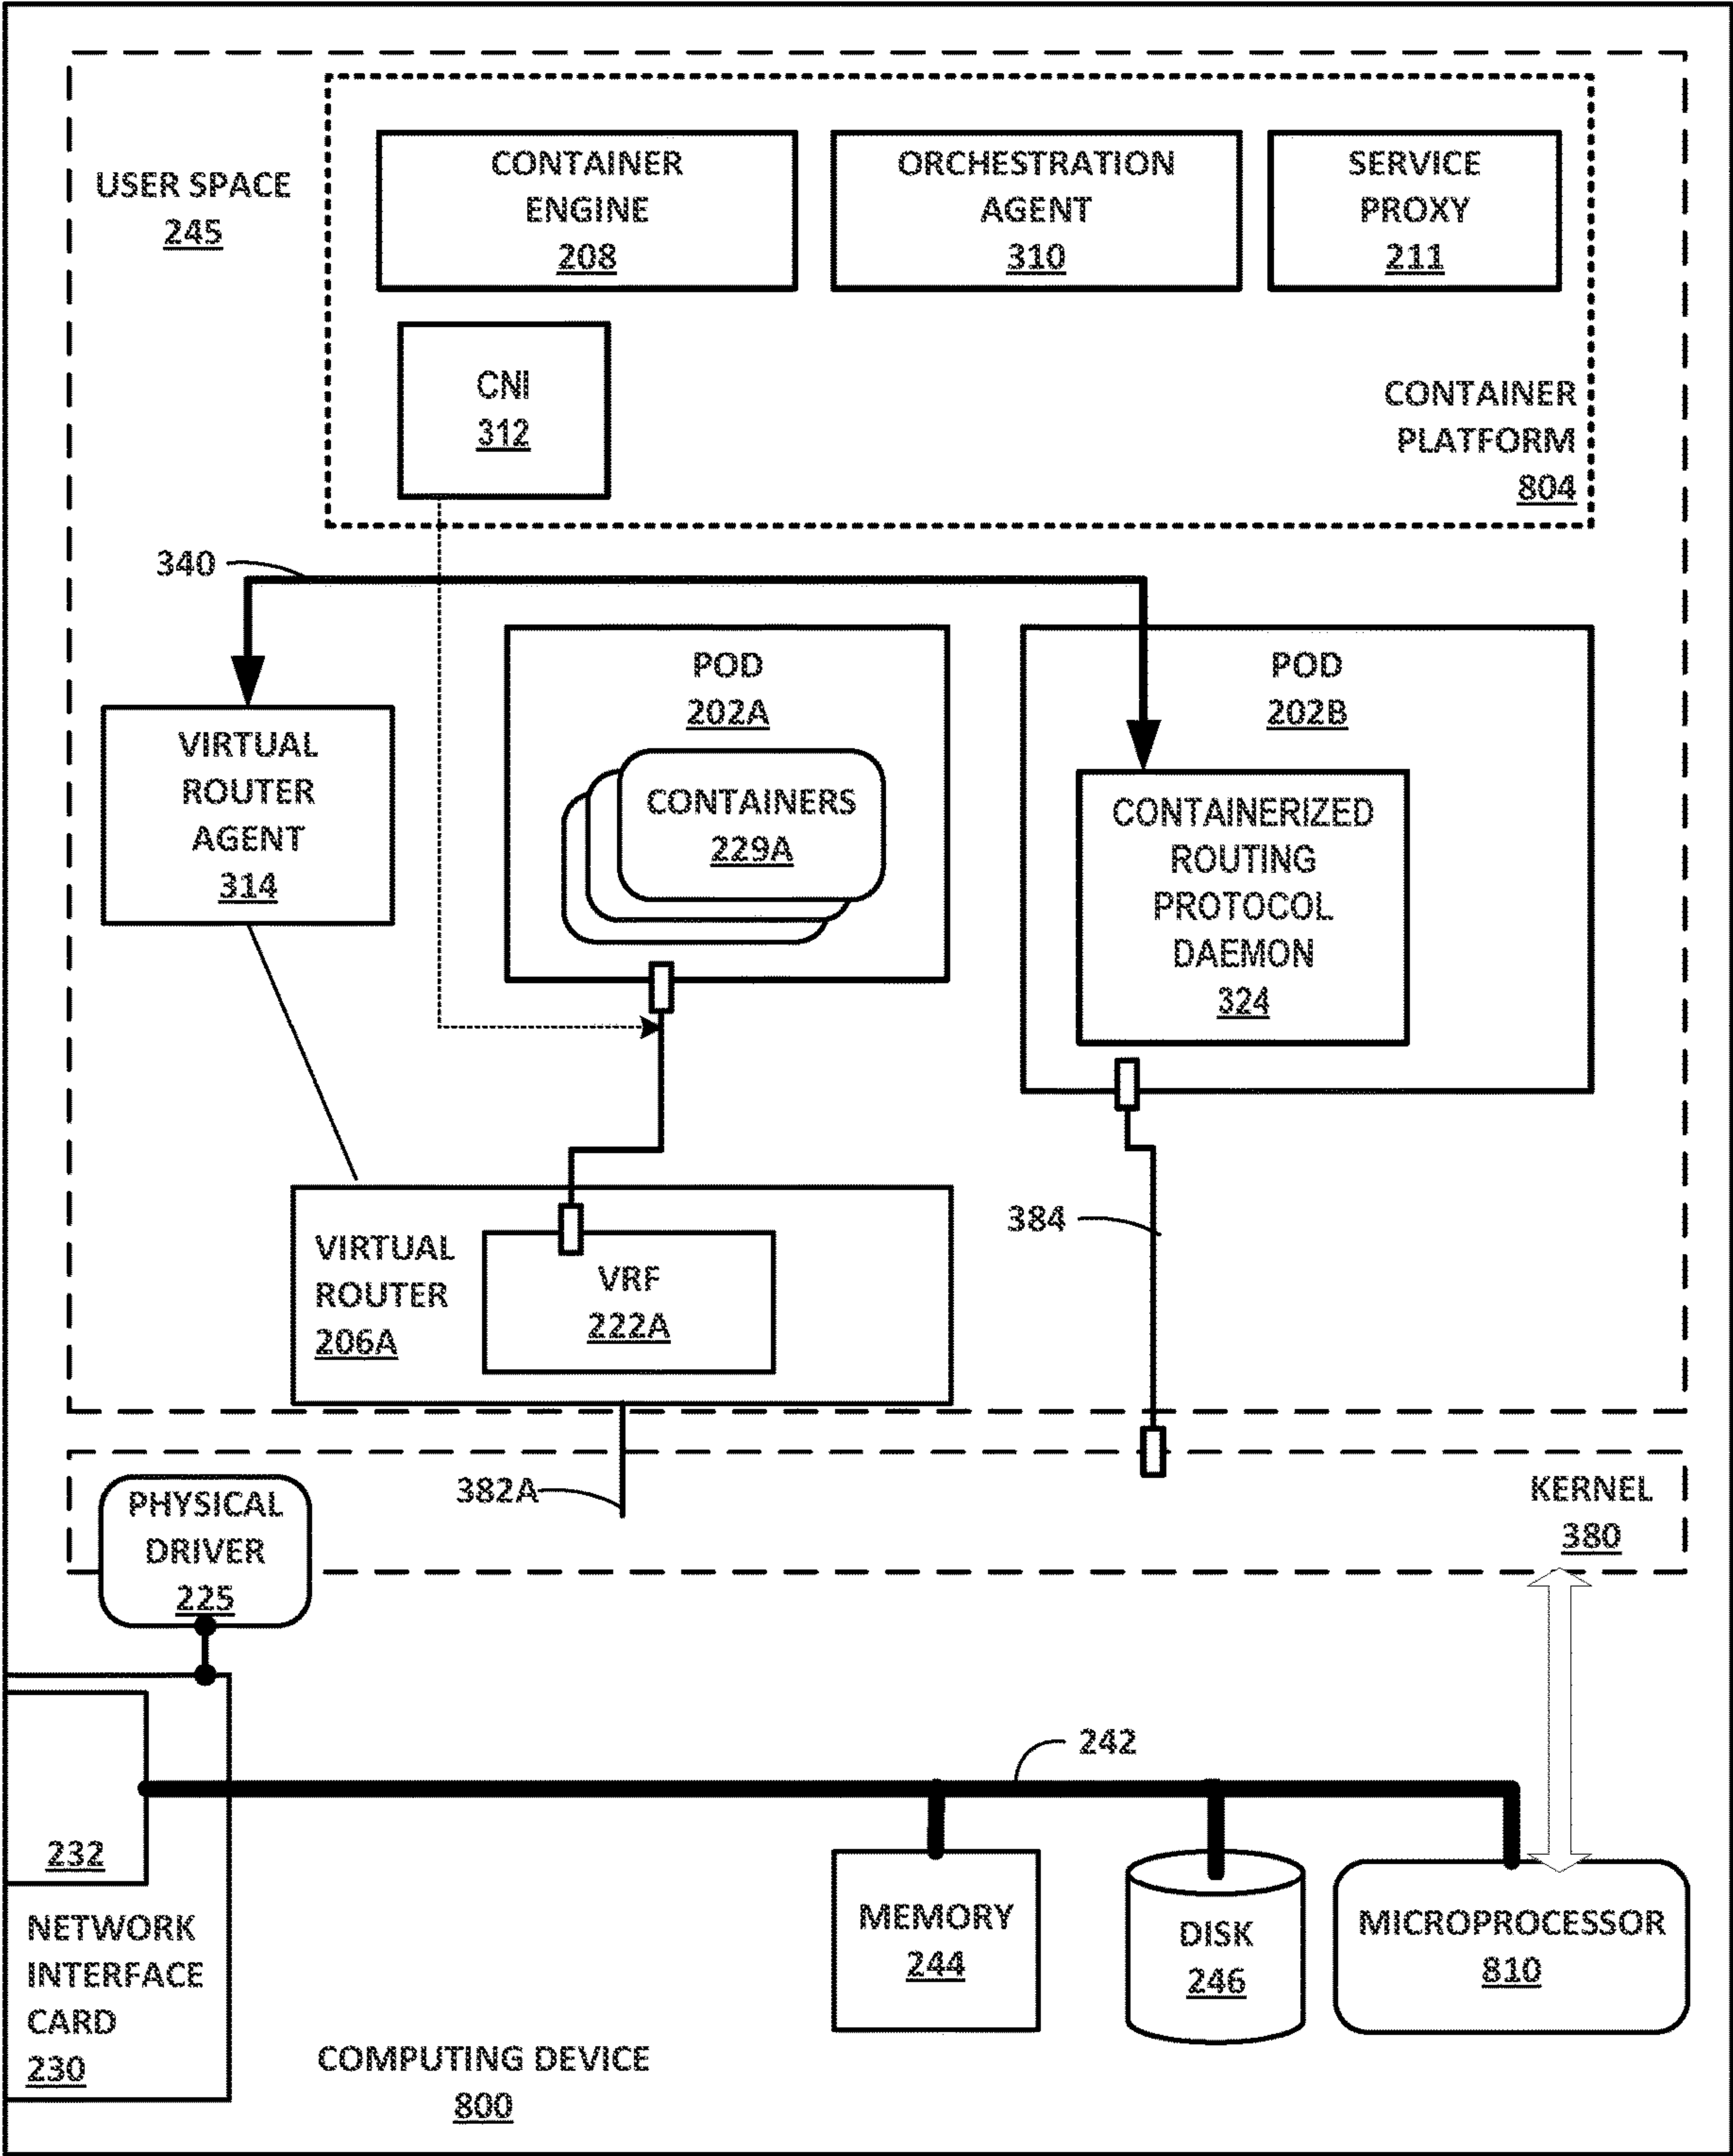 USER SPACE
245
CONTAINER
ENGINE
208
ORCHESTRATION
AGENT
310
SERVICE
PROXY
211
CNI
312
CONTAINER
PLATFORM
804
340
VIRTUAL
ROUTER
AGENT
314
POD
202A
CONTAINERS
229A
POD
202B
CONTAINERIZED
ROUTING
PROTOCOL
DAEMON
324
VIRTUAL
ROUTER
206A
VRF
222A
384
382A
PHYSICAL
DRIVER
225
KERNEL
380
242
232
NETWORK
INTERFACE
CARD
230
MEMORY
244
DISK
246
MICROPROCESSOR
810
COMPUTING DEVICE
800